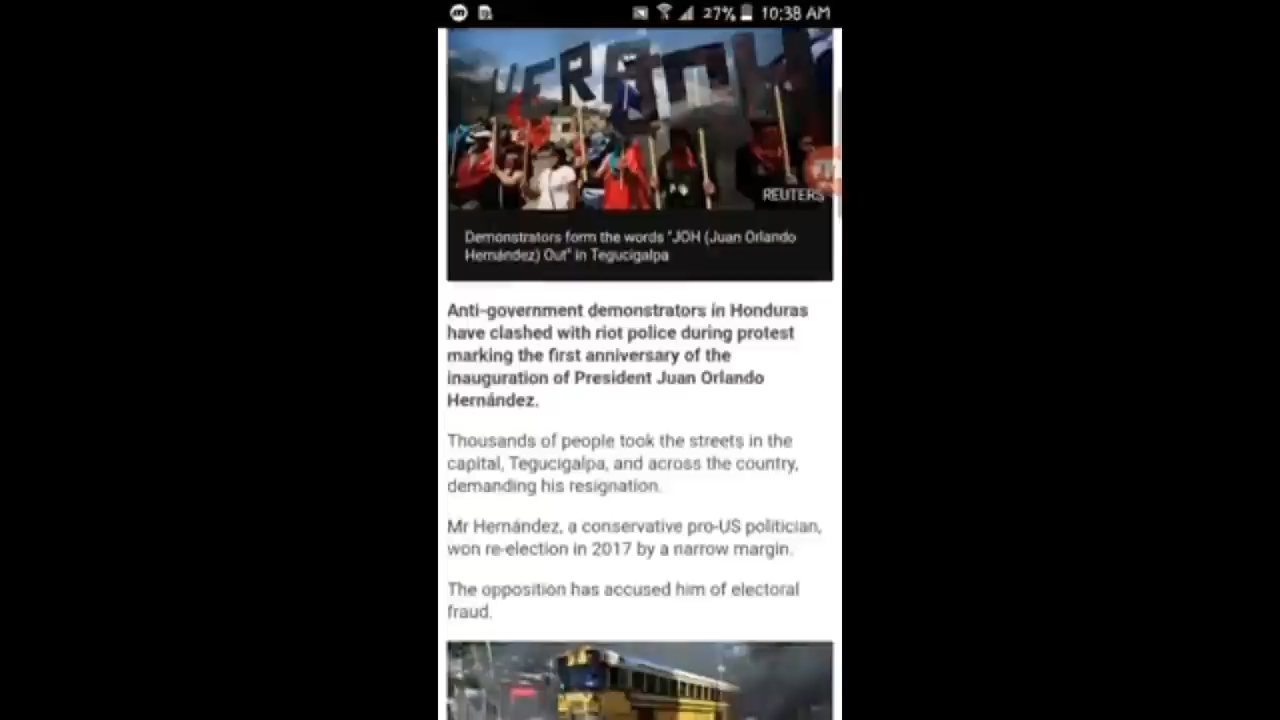 27% 10:38 AM
UERA JOH
REUTERS
Demonstrators form the words "JOH (Juan Orlando
Hernández) Out" in Tegucigalpa
Anti-government demonstrators in Honduras
have clashed with riot police during protest
marking the first anniversary of the
inauguration of President Juan Orlando
Hernández.
Thousands of people took the streets in the
capital, Tegucigalpa, and across the country,
demanding his resignation.
Mr Hernández, a conservative pro-US politician,
won re-election in 2017 by a narrow margin.
The opposition has accused him of electoral
fraud.